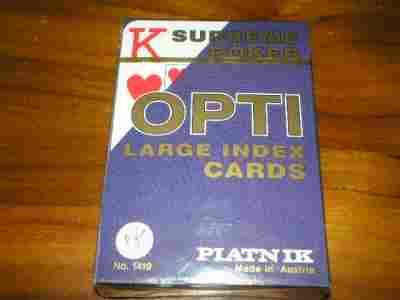 K SUPREME
POKER
OPTI
LARGE INDEX
CARDS
PIATNIK
No. 1419 Made in Austria